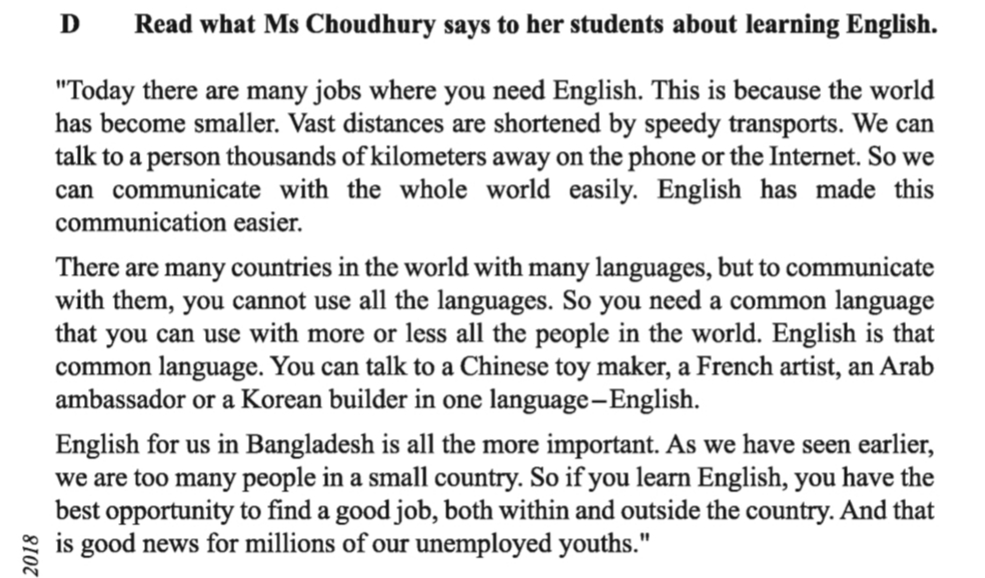 D Read what Ms Choudhury says to her students about learning English.
"Today there are many jobs where you need English. This is because the world
has become smaller. Vast distances are shortened by speedy transports. We can
talk to a person thousands of kilometers away on the phone or the Internet. So we
can communicate with the whole world easily. English has made this
communication easier.
There are many countries in the world with many languages, but to communicate
with them, you cannot use all the languages. So you need a common language
that you can use with more or less all the people in the world. English is that
common language. You can talk to a Chinese toy maker, a French artist, an Arab
ambassador or a Korean builder in one language–English.
English for us in Bangladesh is all the more important. As we have seen earlier,
we are too many people in a small country. So if you learn English, you have the
best opportunity to find a good job, both within and outside the country. And that
is good news for millions of our unemployed youths."
2018